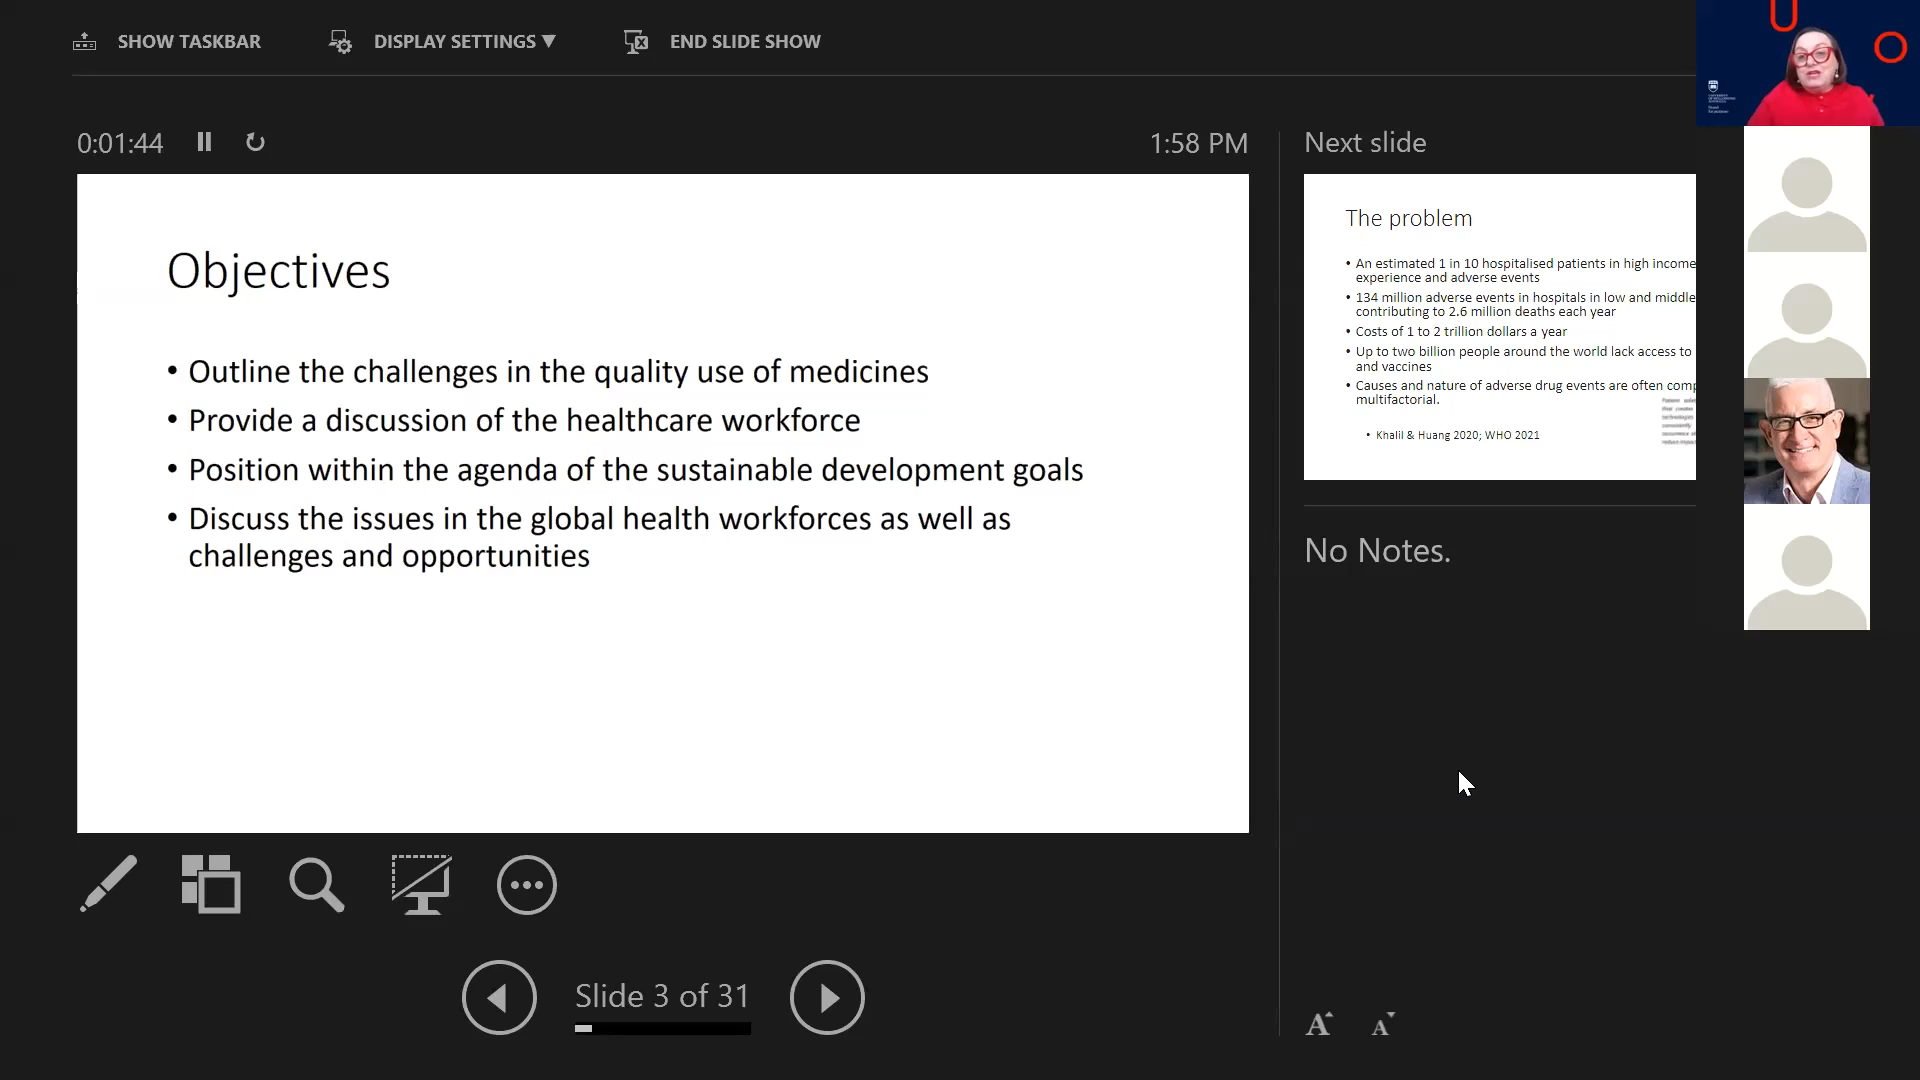 SHOW TASKBAR
DISPLAY SETTINGS ▼
END SLIDE SHOW
0:01:44
1:58 PM
Objectives
• Outline the challenges in the quality use of medicines
• Provide a discussion of the healthcare workforce
• Position within the agenda of the sustainable development goals
• Discuss the issues in the global health workforces as well as
challenges and opportunities
Slide 3 of 31
Next slide
The problem
• An estimated 1 in 10 hospitalised patients in high income
experience and adverse events
• 134 million adverse events in hospitals in low and middle
contributing to 2.6 million deaths each year
• Costs of 1 to 2 trillion dollars a year
• Up to two billion people around the world lack access to
and vaccines
• Causes and nature of adverse drug events are often comp
multifactorial.
• Khalil & Huang 2020; WHO 2021
No Notes.
A A